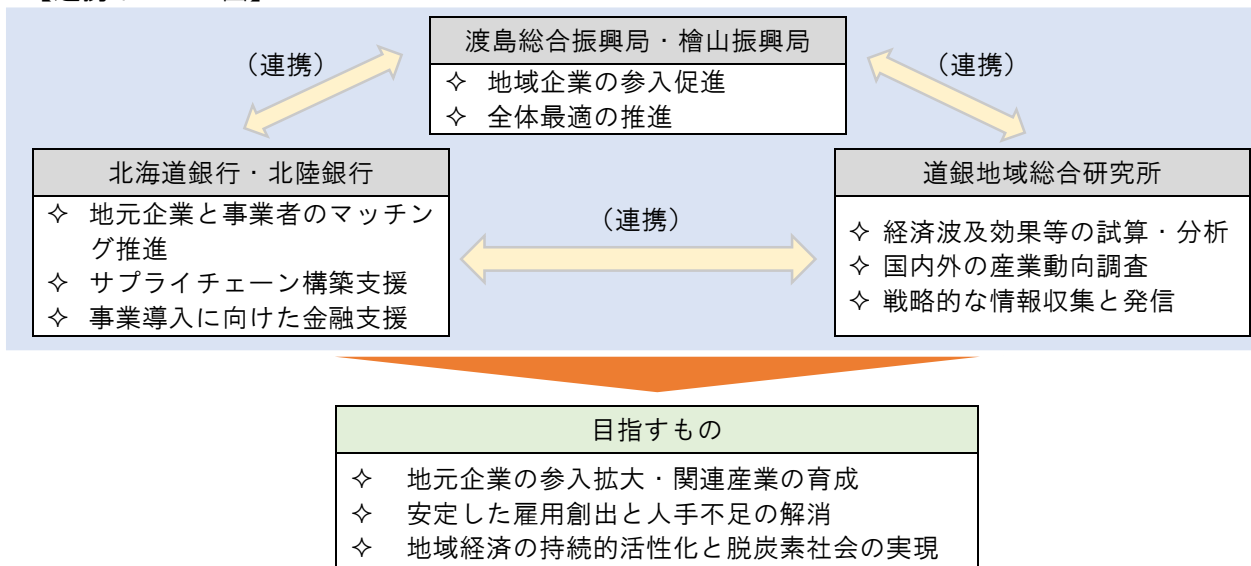 渡島総合振興局・檜山振興局
（連携）
（連携）
✧ 地域企業の参入促進
✧ 全体最適の推進
北海道銀行・北陸銀行
✧ 地元企業と事業者のマッチン
グ推進
✧ サプライチェーン構築支援
✧ 事業導入に向けた金融支援
（連携）
道銀地域総合研究所
✧ 経済波及効果等の試算・分析
✧ 国内外の産業動向調査
✧ 戦略的な情報収集と発信
目指すもの
✧ 地元企業の参入拡大・関連産業の育成
✧ 安定した雇用創出と人手不足の解消
✧ 地域経済の持続的活性化と脱炭素社会の実現